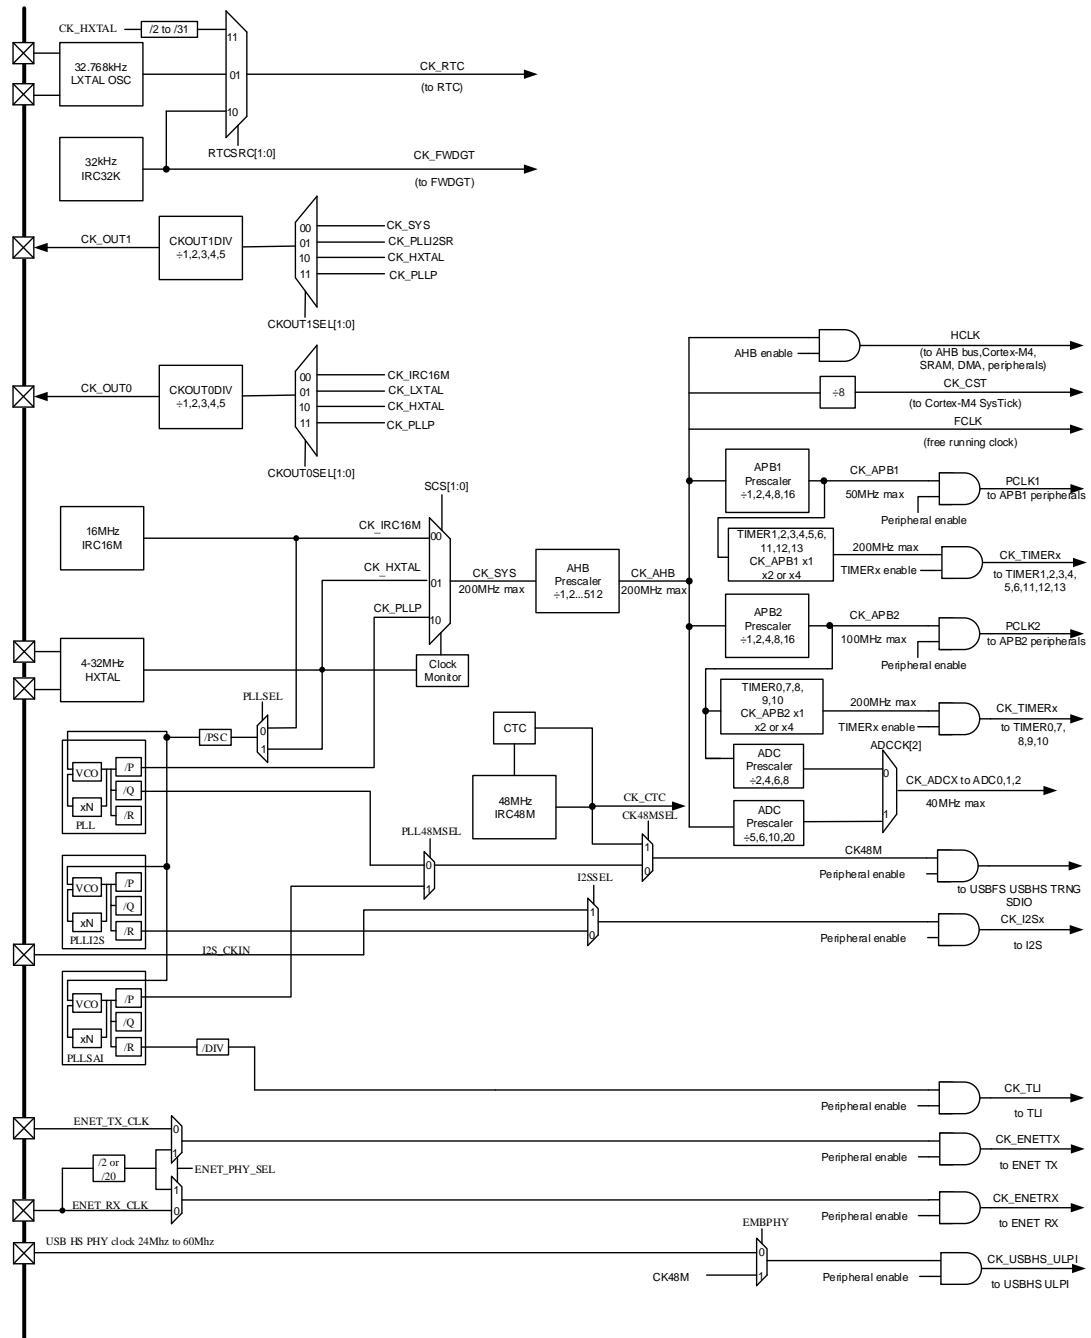 CK_HXTAL
/2 to /31
11
32.768kHz
LXTAL OSC
01
CK_RTC
(to RTC)
10
RTCSRC[1:0]
32kHz
IRC32K
CK_FWDGT
(to FWDGT)
CK_OUT1
CKOUT1DIV
÷1,2,3,4,5
00
01
10
11
CK_SYS
CK_PLLI2SR
CK_HXTAL
CK_PLLP
CKOUT1SEL[1:0]
CK_OUT0
CKOUT0DIV
÷1,2,3,4,5
00
01
10
11
CK_IRC16M
CK_LXTAL
CK_HXTAL
CK_PLLP
CKOUT0SEL[1:0]
AHB enable
HCLK
(to AHB bus,Cortex-M4,
SRAM, DMA, peripherals)
÷8
CK_CST
(to Cortex-M4 SysTick)
FCLK
(free running clock)
SCS[1:0]
16MHz
IRC16M
CK_IRC16M
00
CK_HXTAL
01
CK_PLLP
10
CK_SYS
200MHz max
AHB
Prescaler
÷1,2...512
CK_AHB
200MHz max
APB1
Prescaler
÷1,2,4,8,16
CK_APB1
50MHz max
Peripheral enable
PCLK1
to APB1 peripherals
TIMER1,2,3,4,5,6,
11,12,13
CK_APB1 x1
x2 or x4
200MHz max
TIMERx enable
CK_TIMERx
to TIMER1,2,3,4,
5,6,11,12,13
APB2
Prescaler
÷1,2,4,8,16
CK_APB2
100MHz max
Peripheral enable
PCLK2
to APB2 peripherals
4-32MHz
HXTAL
Clock
Monitor
TIMER0,7,8,
9,10
CK_APB2 x1
x2 or x4
200MHz max
TIMERx enable
CK_TIMERx
to TIMER0,7,
8,9,10
PLLSEL
0
1
/PSC
CTC
48MHz
IRC48M
CK_CTC
ADC
Prescaler
÷2,4,6,8
ADCCK[2]
0
1
CK_ADCX to ADC0,1,2
40MHz max
ADC
Prescaler
÷5,6,10,20
VCO
xN
/P
/Q
/R
PLL
PLL48MSEL
0
1
CK48MSEL
1
0
CK48M
Peripheral enable
to USBFS USBHS TRNG
SDIO
VCO
xN
/P
/Q
/R
PLLI2S
I2SSEL
1
0
Peripheral enable
CK_I2Sx
to I2S
I2S_CKIN
VCO
xN
/P
/Q
/R
PLLSAI
/DIV
Peripheral enable
CK_TLI
to TLI
ENET_TX_CLK
0
1
/2 or
/20
ENET_PHY_SEL
Peripheral enable
CK_ENETTX
to ENET TX
ENET_RX_CLK
1
0
Peripheral enable
CK_ENETRX
to ENET RX
USB HS PHY clock 24Mhz to 60Mhz
EMBPHY
0
1
CK48M
Peripheral enable
CK_USBHS_ULPI
to USBHS ULPI